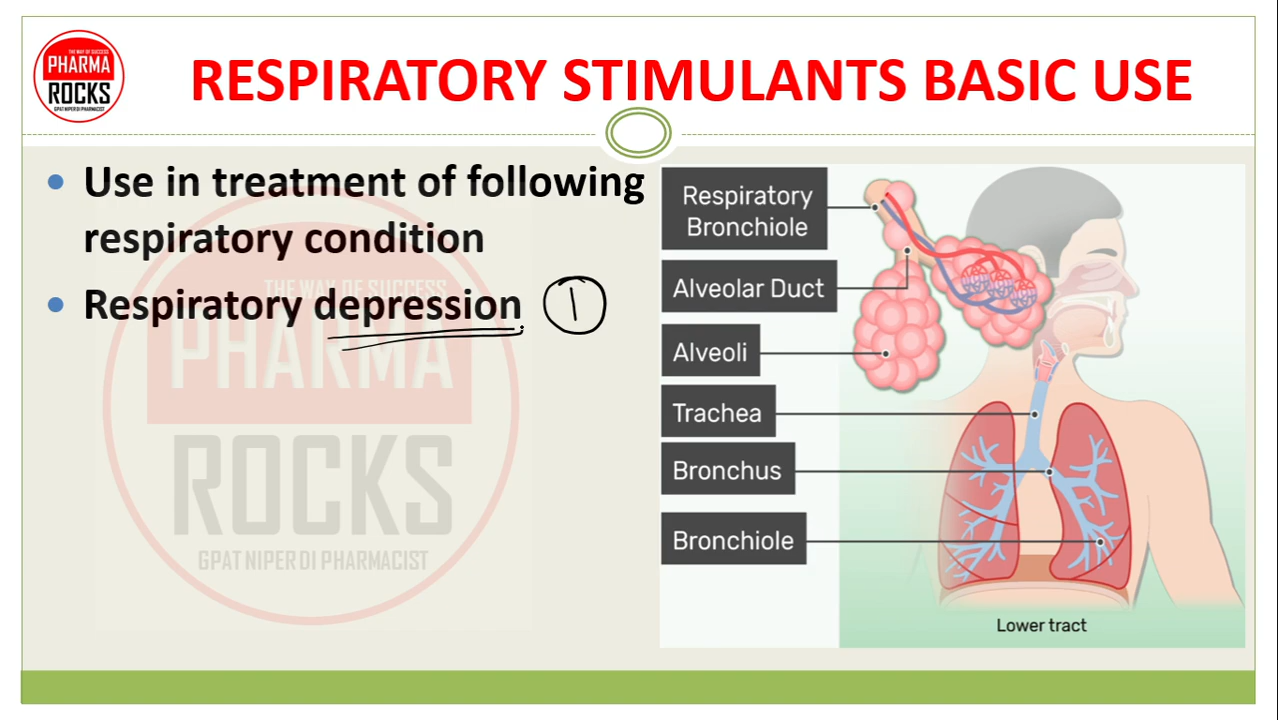 THE WAY OF SUCCESS
PHARMA
ROCKS
GPAT NIPER DI PHARMACIST
RESPIRATORY STIMULANTS BASIC USE
• Use in treatment of following
respiratory condition
• Respiratory depression ①
THE WAY OF SUCCESS
PHARMA
ROCKS
GPAT NIPER DI PHARMACIST
Respiratory
Bronchiole
Alveolar Duct
Alveoli
Trachea
Bronchus
Bronchiole
Lower tract